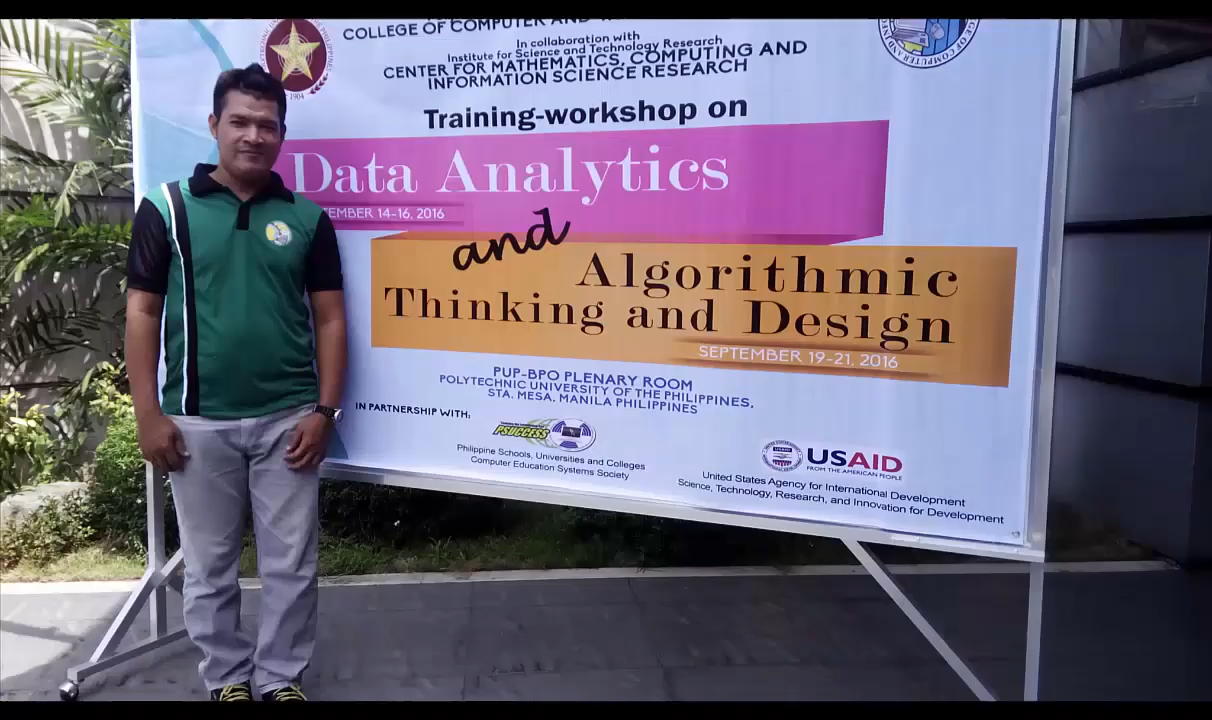 COLLEGE OF COMPUTER AND
In collaboration with
Institute for Science and Technology Research
CENTER FOR MATHEMATICS, COMPUTING AND
INFORMATION SCIENCE RESEARCH
1904
Training-workshop on
Data Analytics
14-16, 2016
and
Algorithmic
Thinking and Design
SEPTEMBER 19-21, 2016
PUP-BPO PLENARY ROOM
POLYTECHNIC UNIVERSITY OF THE PHILIPPINES,
STA. MESA, MANILA PHILIPPINES
IN PARTNERSHIP WITH:
PSUCCESS
Philippine Schools, Universities and Colleges
Computer Education Systems Society
USAID
FROM THE AMERICAN PEOPLE
United States Agency for International Development
Science, Technology, Research, and Innovation for Development